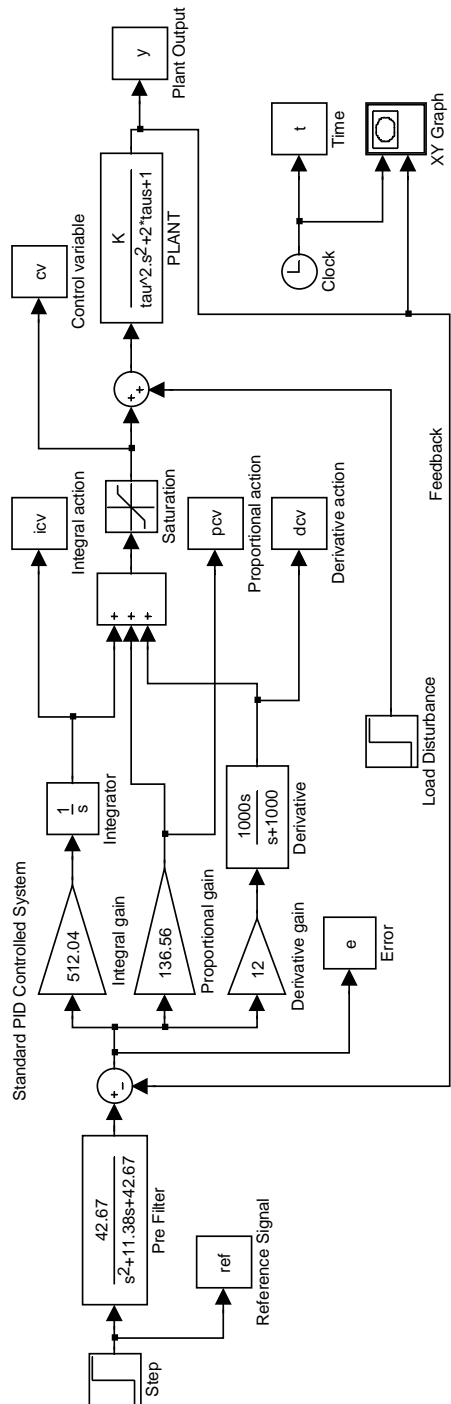 Standard PID Controlled System
Step
ref
Reference Signal
42.67
s²+11.38s+42.67
Pre Filter
+
-
e
Error
512.04
Integral gain
136.56
Proportional gain
12
Derivative gain
1
s
Integrator
1000s
s+1000
Derivative
icv
Integral action
+
+
+
Saturation
pcv
Proportional action
dcv
Derivative action
Load Disturbance
cv
Control variable
+
+
K
tau^2.s²+2*taus+1
PLANT
y
Plant Output
Feedback
Clock
t
Time
XY Graph